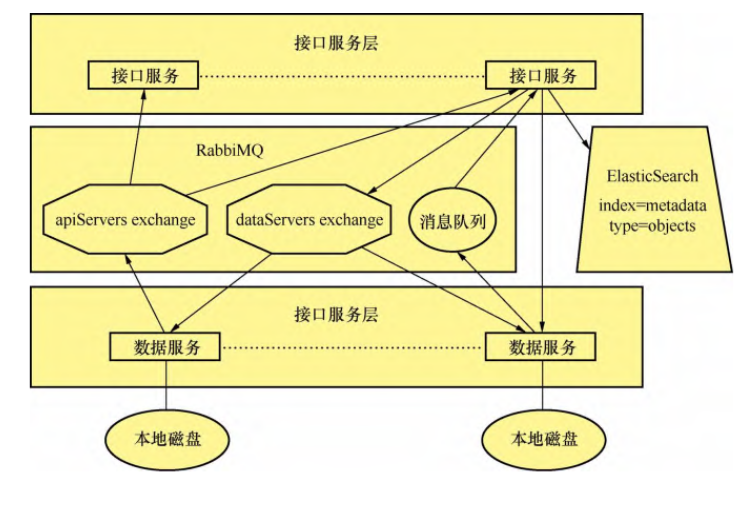 接口服务层
接口服务
接口服务
RabbiMQ
apiServers exchange
dataServers exchange
消息队列
ElasticSearch
index=metadata
type=objects
接口服务层
数据服务
数据服务
本地磁盘
本地磁盘